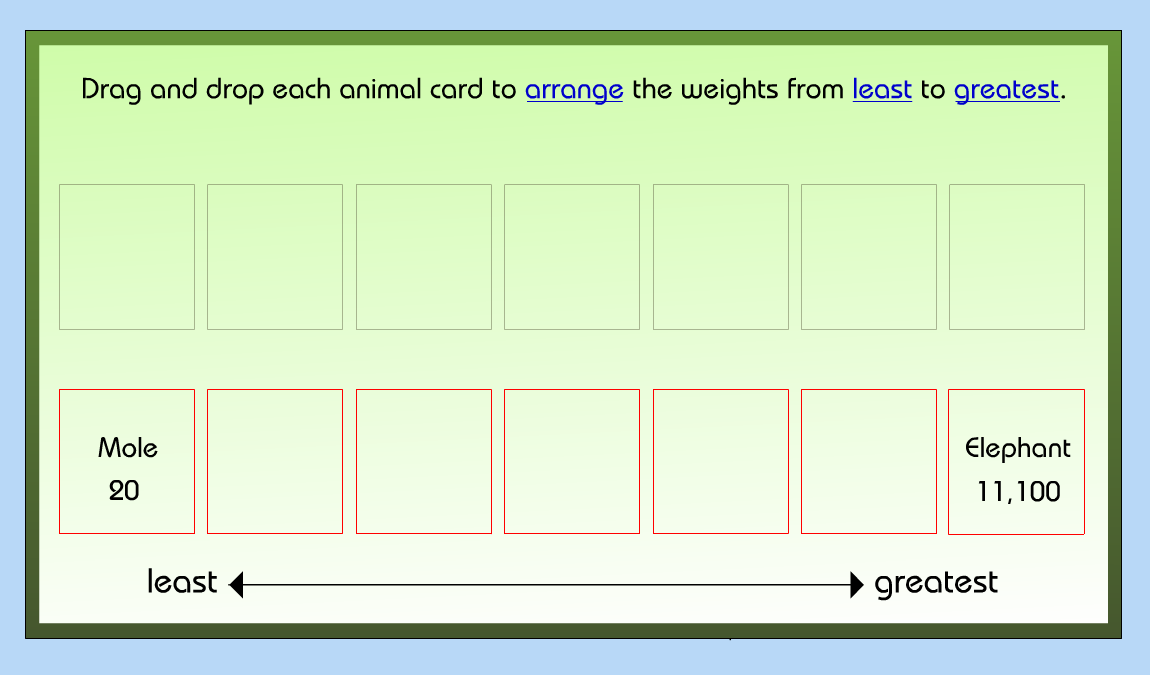 Drag and drop each animal card to arrange the weights from least to greatest.
Mole
20
Elephant
11,100
least
greatest